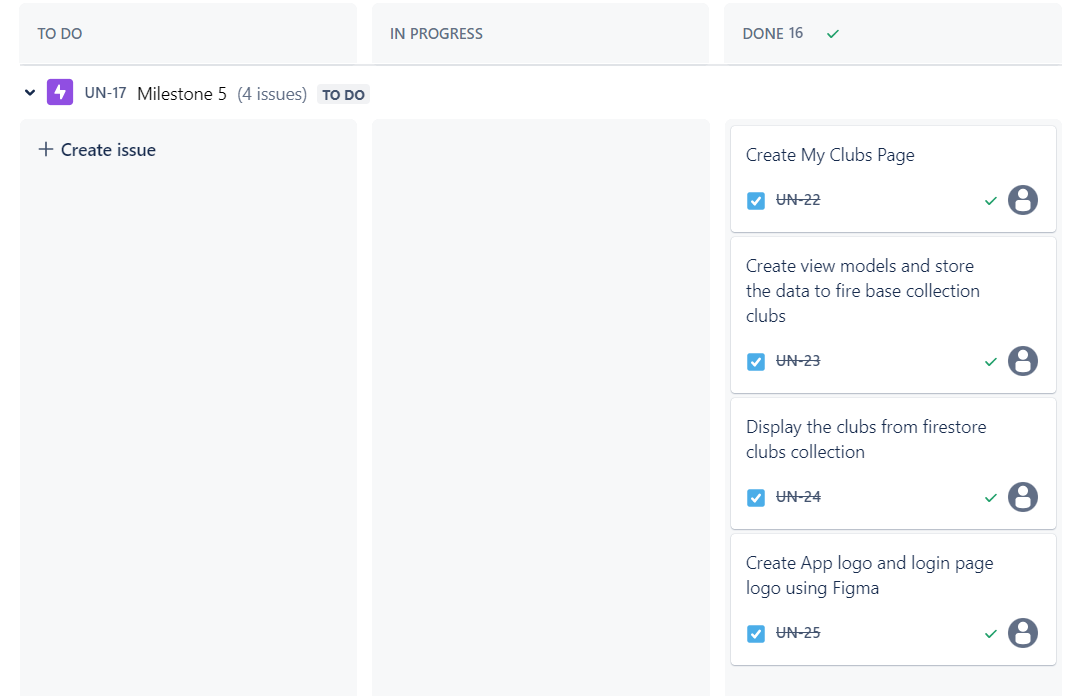 TO DO
IN PROGRESS
DONE 16
UN-17 Milestone 5 (4 issues) TO DO
+ Create issue
Create My Clubs Page
UN-22
Create view models and store
the data to fire base collection
clubs
UN-23
Display the clubs from firestore
clubs collection
UN-24
Create App logo and login page
logo using Figma
UN-25